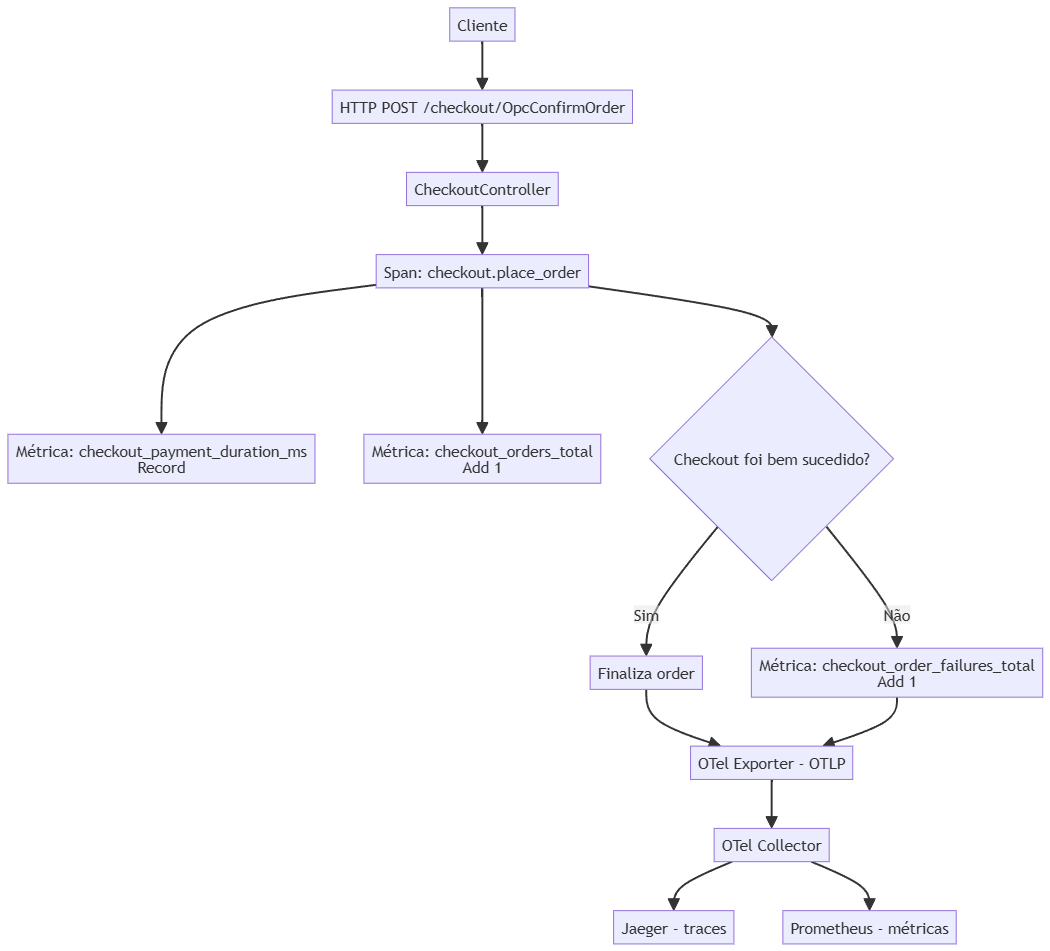 Cliente
HTTP POST /checkout/OpcConfirmOrder
CheckoutController
Span: checkout.place_order
Métrica: checkout_payment_duration_ms
Record
Métrica: checkout_orders_total
Add 1
Checkout foi bem sucedido?
Sim
Não
Finaliza order
Métrica: checkout_order_failures_total
Add 1
OTel Exporter - OTLP
OTel Collector
Jaeger - traces
Prometheus - métricas